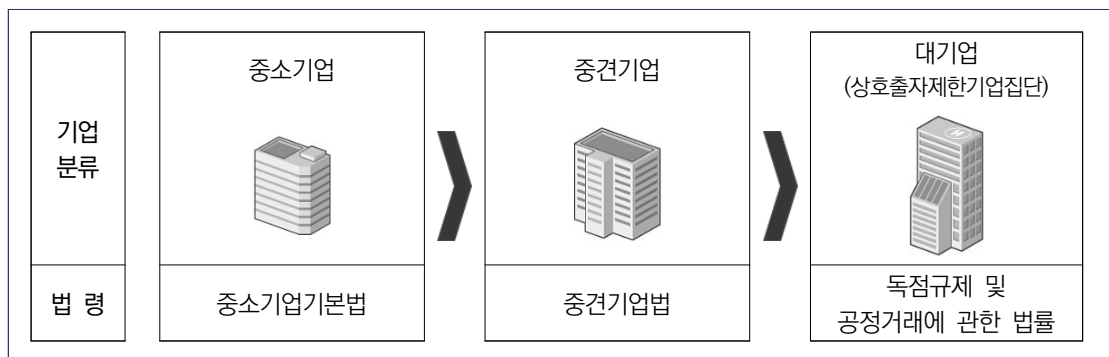 기업
분류
중소기업
중견기업
대기업
(상호출자제한기업집단)
H
법 령
중소기업기본법
중견기업법
독점규제 및
공정거래에 관한 법률